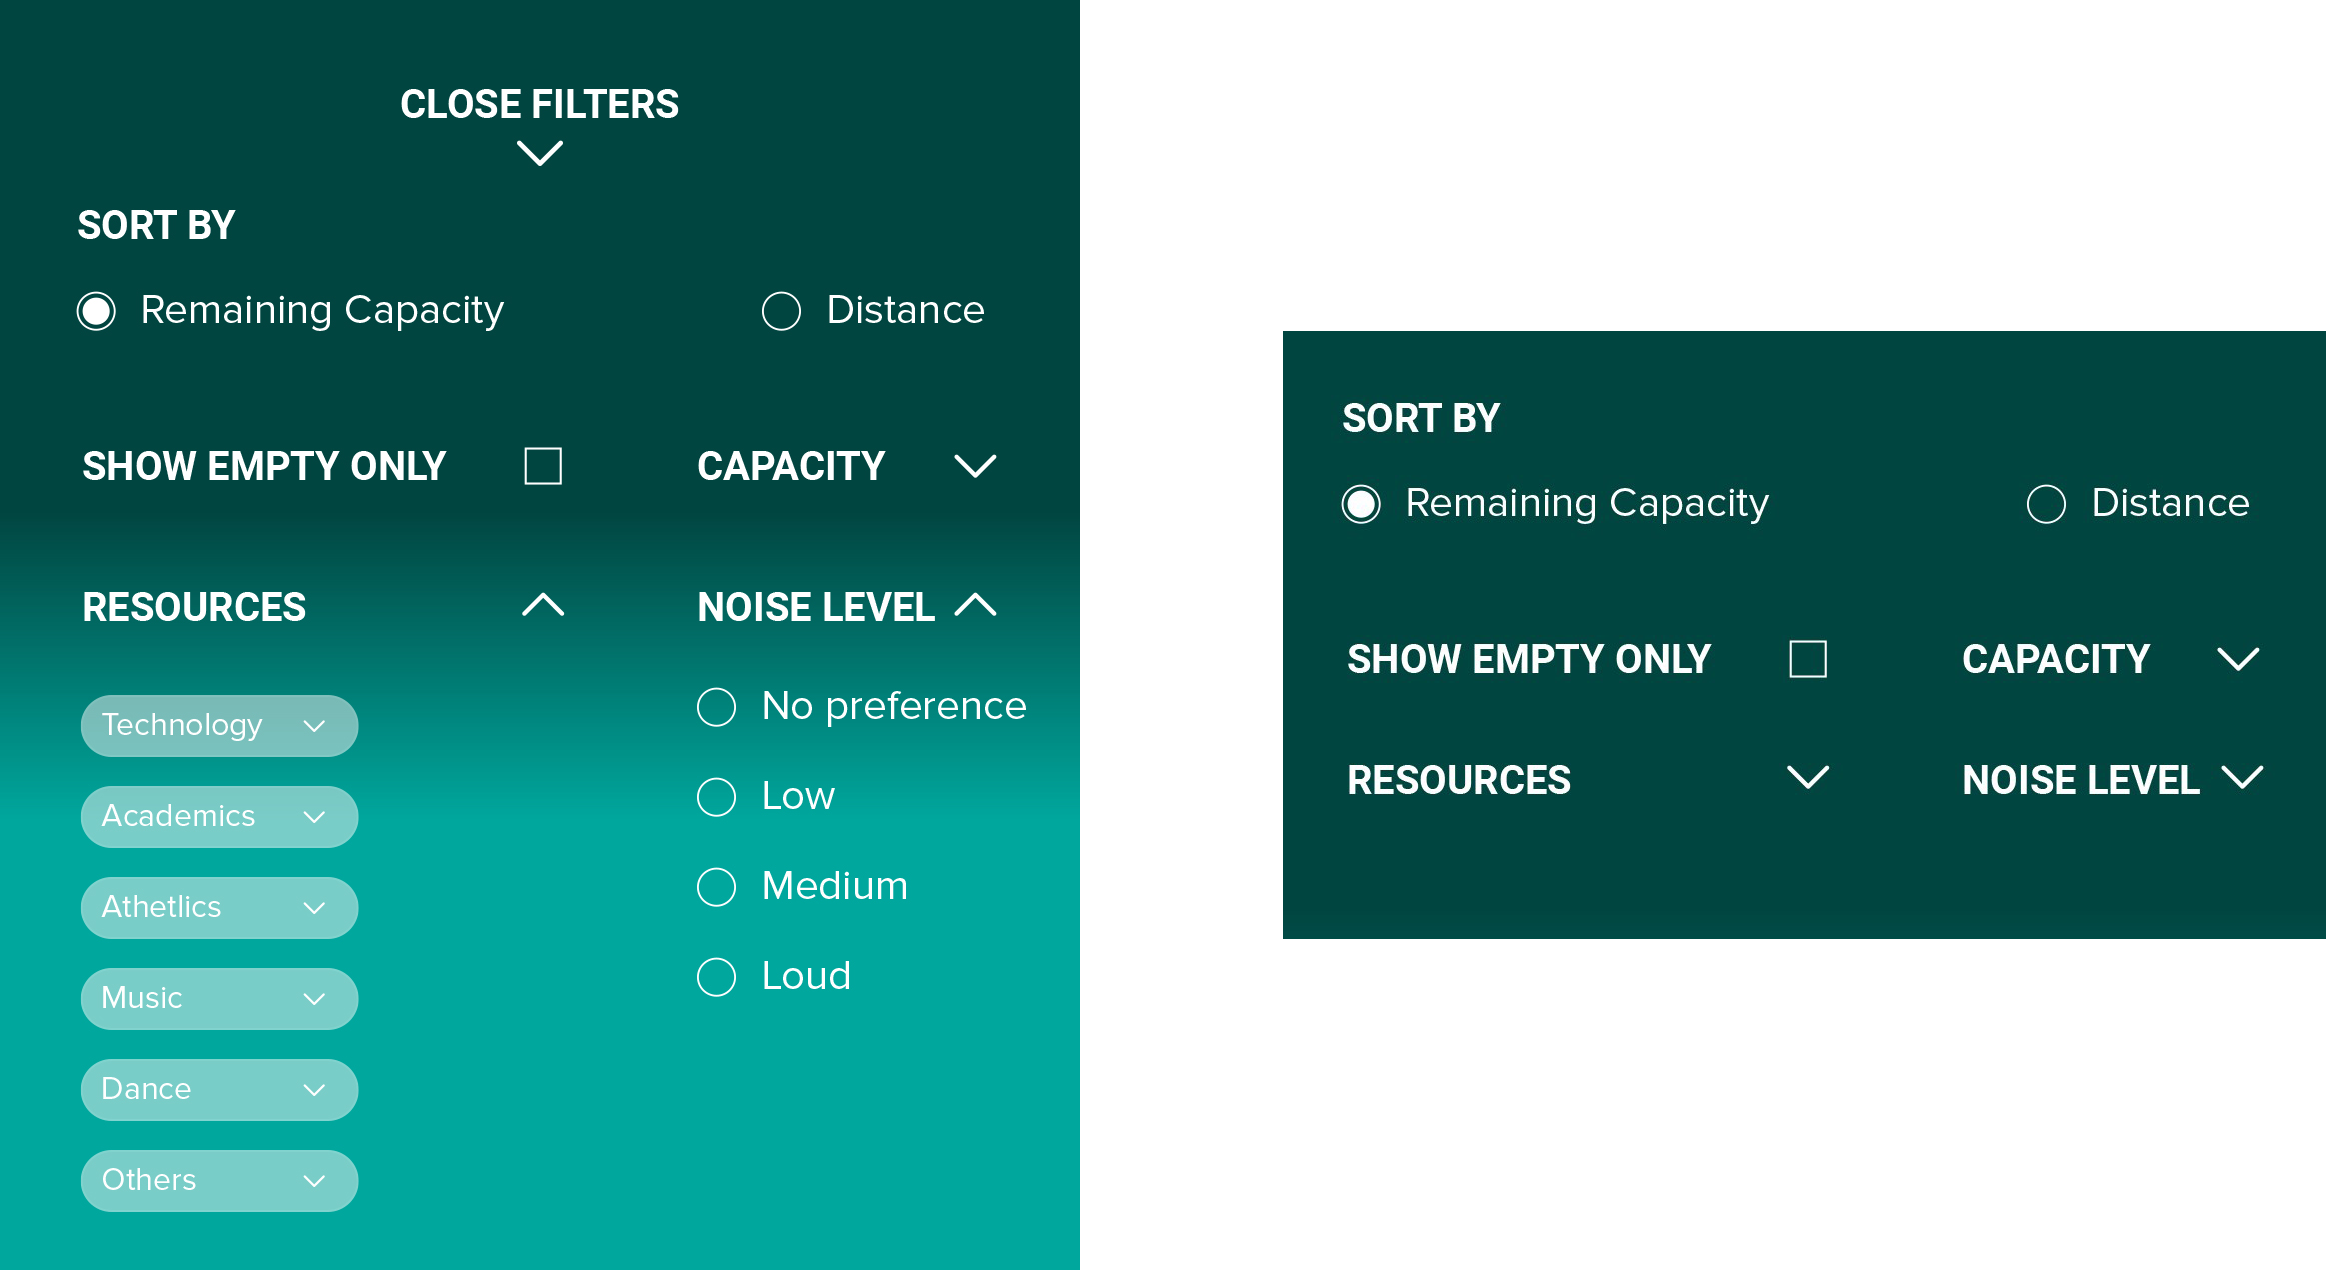 CLOSE FILTERS
SORT BY
Remaining Capacity Distance
SHOW EMPTY ONLY CAPACITY
RESOURCES NOISE LEVEL
Technology
Academics
Athetlics
Music
Dance
Others
No preference
Low
Medium
Loud
SORT BY
Remaining Capacity Distance
SHOW EMPTY ONLY CAPACITY
RESOURCES NOISE LEVEL